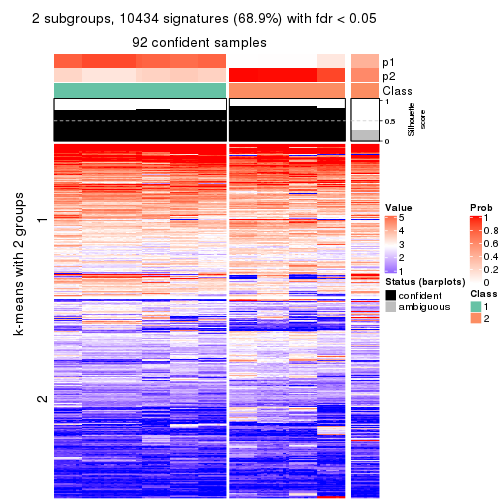 2 subgroups, 10434 signatures (68.9%) with fdr < 0.05
92 confident samples
p1
p2
Class
1
0.5
0
Silhouette
score
k-means with 2 groups
1
2
Value
5
4
3
2
1
Status (barplots)
confident
ambiguous
Prob
1
0.8
0.6
0.4
0.2
0
Class
1
2